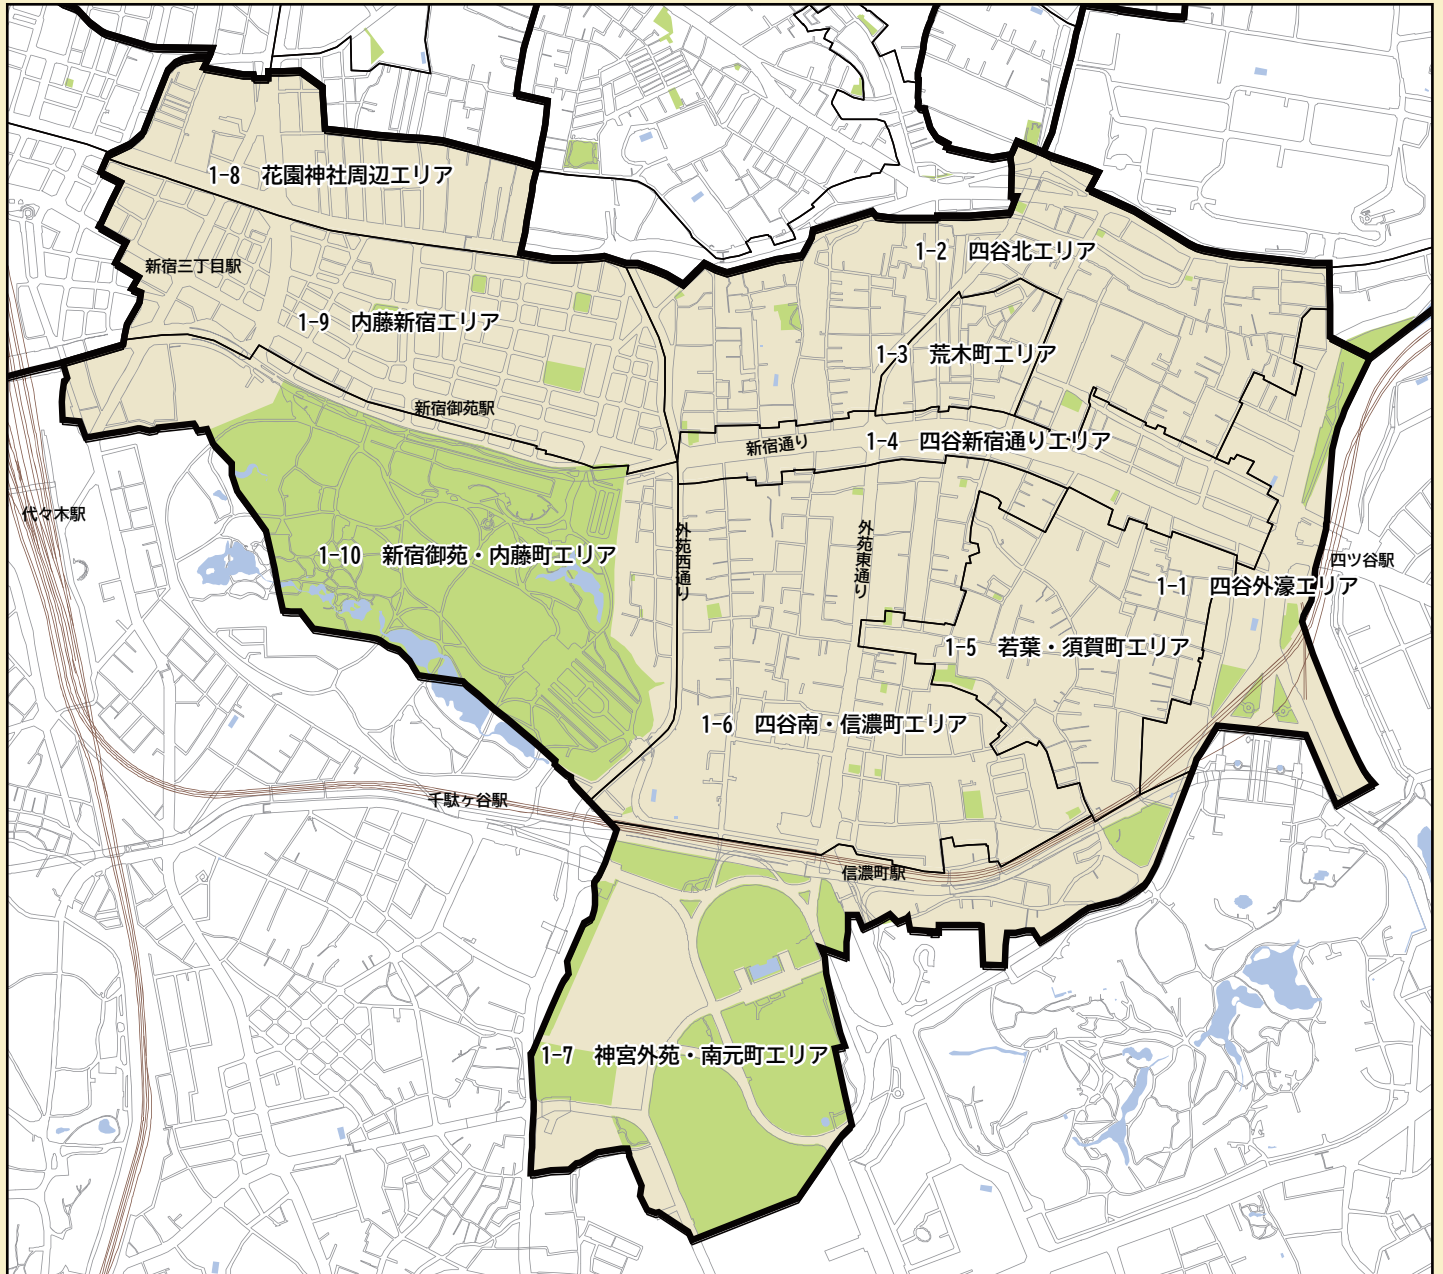 1-8 花園神社周辺エリア
1-2 四谷北エリア
新宿三丁目駅
1-9 内藤新宿エリア
1-3 荒木町エリア
新宿御苑駅
新宿通り
1-4 四谷新宿通りエリア
代々木駅
外苑西通り
外苑東通り
1-10 新宿御苑・内藤町エリア
四ツ谷駅
1-1 四谷外濠エリア
1-5 若葉・須賀町エリア
1-6 四谷南・信濃町エリア
千駄ヶ谷駅
信濃町駅
1-7 神宮外苑・南元町エリア